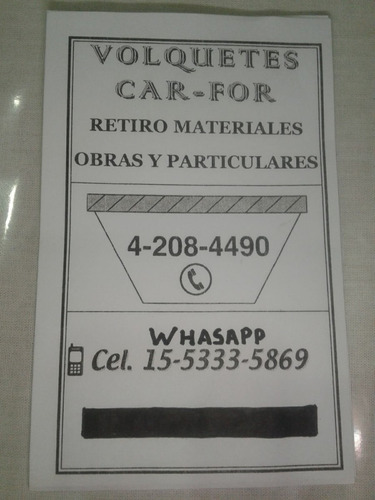 VOLQUETES
CAR-FOR
RETIRO MATERIALES
OBRAS Y PARTICULARES
4-208-4490
WHASAPP
Cel. 15-5333-5869